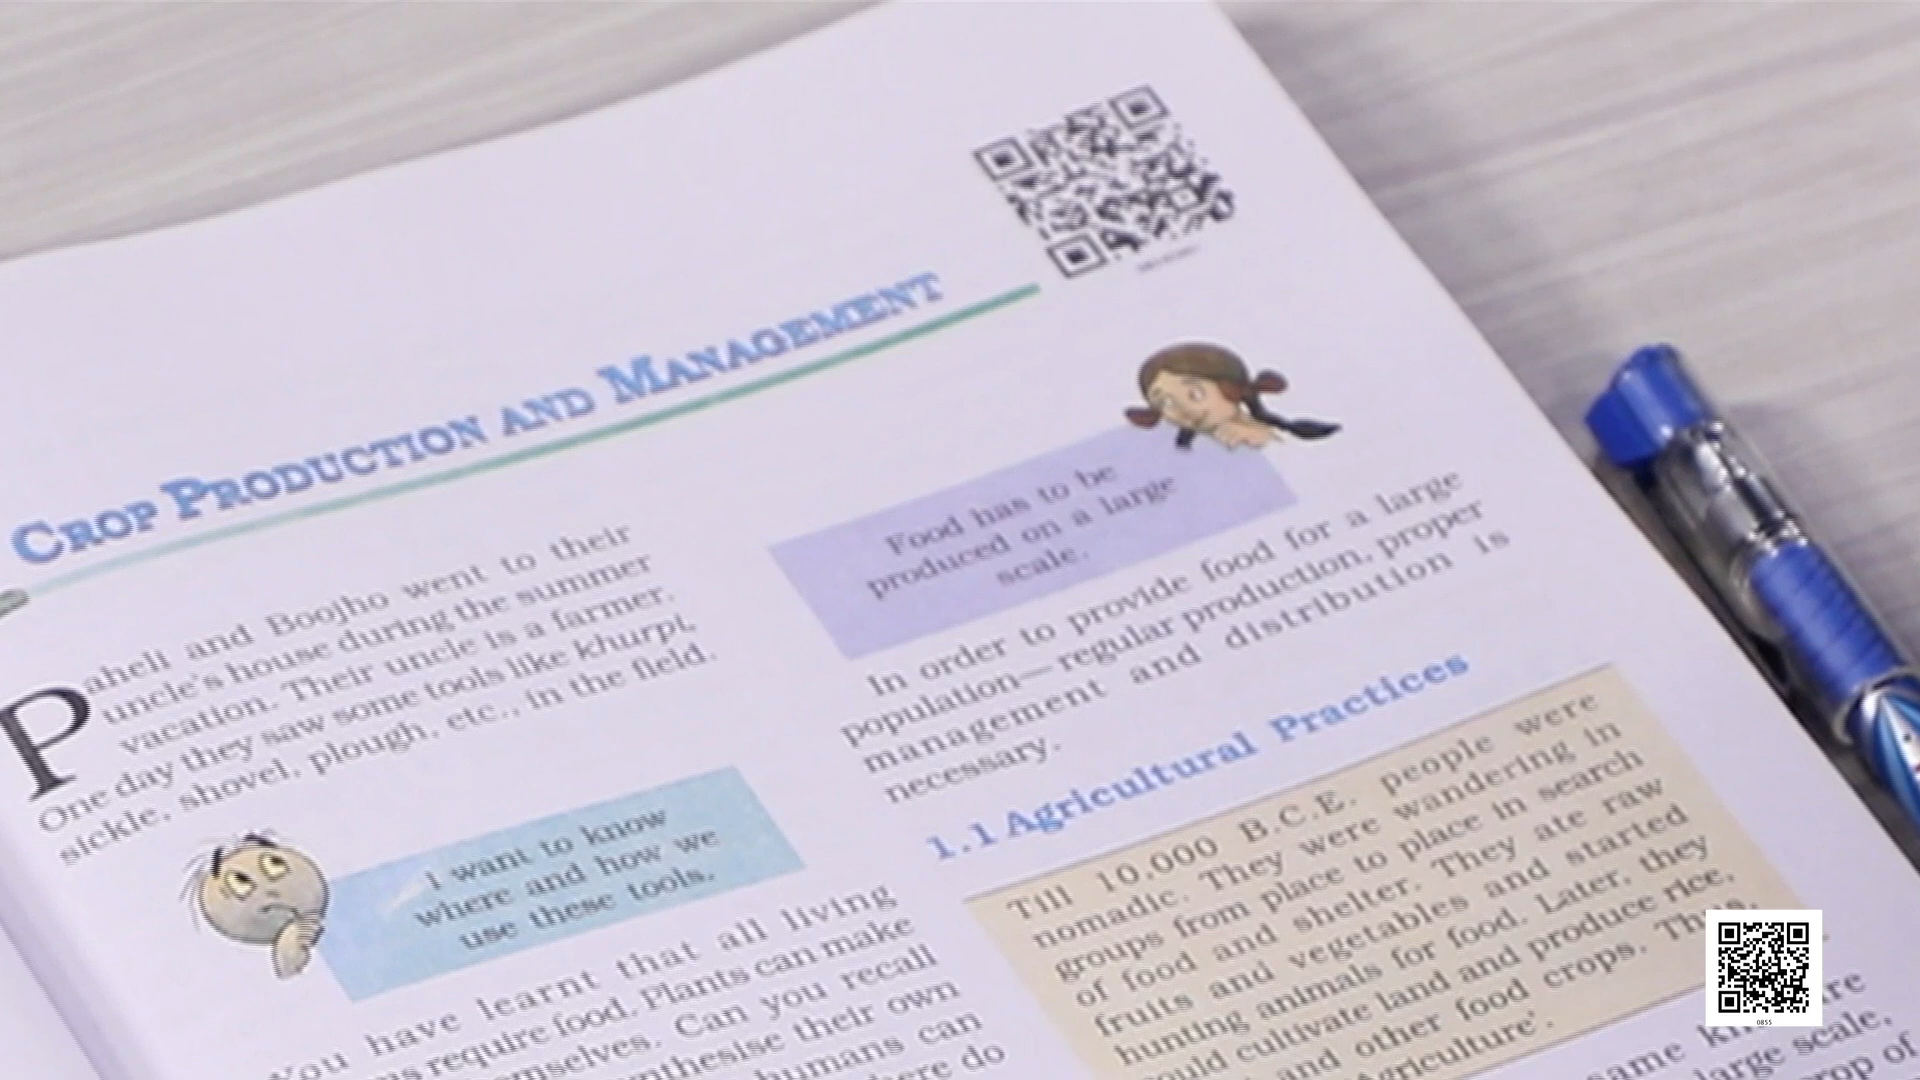 CROP PRODUCTION AND MANAGEMENT
Paheli and Boojho went to their
uncle's house during the summer
vacation. Their uncle is a farmer.
One day they saw some tools like khurpi,
sickle, shovel, plough, etc., in the field.
I want to know
where and how we
use these tools.
You have learnt that all living
require food. Plants can make
Can you recall
their own
humans can
do
Food has to be
produced on a large
scale.
In order to provide food for a large
population—regular production, proper
management and distribution is
necessary.
1.1 Agricultural Practices
Till 10,000 B.C.E. people were
nomadic. They were wandering in
groups from place to place in search
of food and shelter. They ate raw
fruits and vegetables and started
hunting animals for food. Later, they
could cultivate land and produce rice,
and other food crops. Thus,
same
large scale,
of
0855